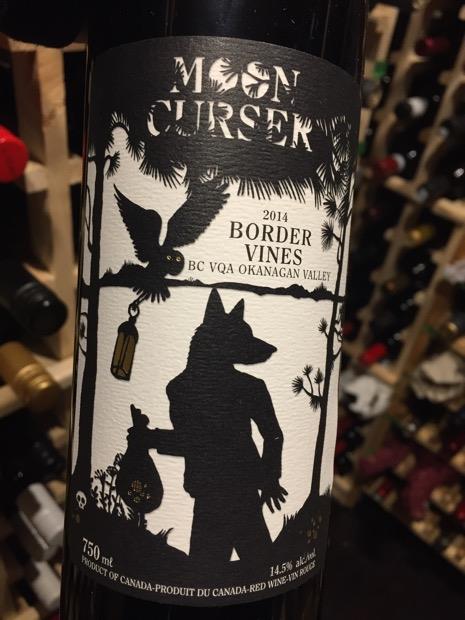 MOON
CURSER
2014
BORDER
VINES
BC VQA OKANAGAN VALLEY
750 ml
14.5% alc./vol.
PRODUCT OF CANADA-PRODUIT DU CANADA-RED WINE-VIN ROUGE